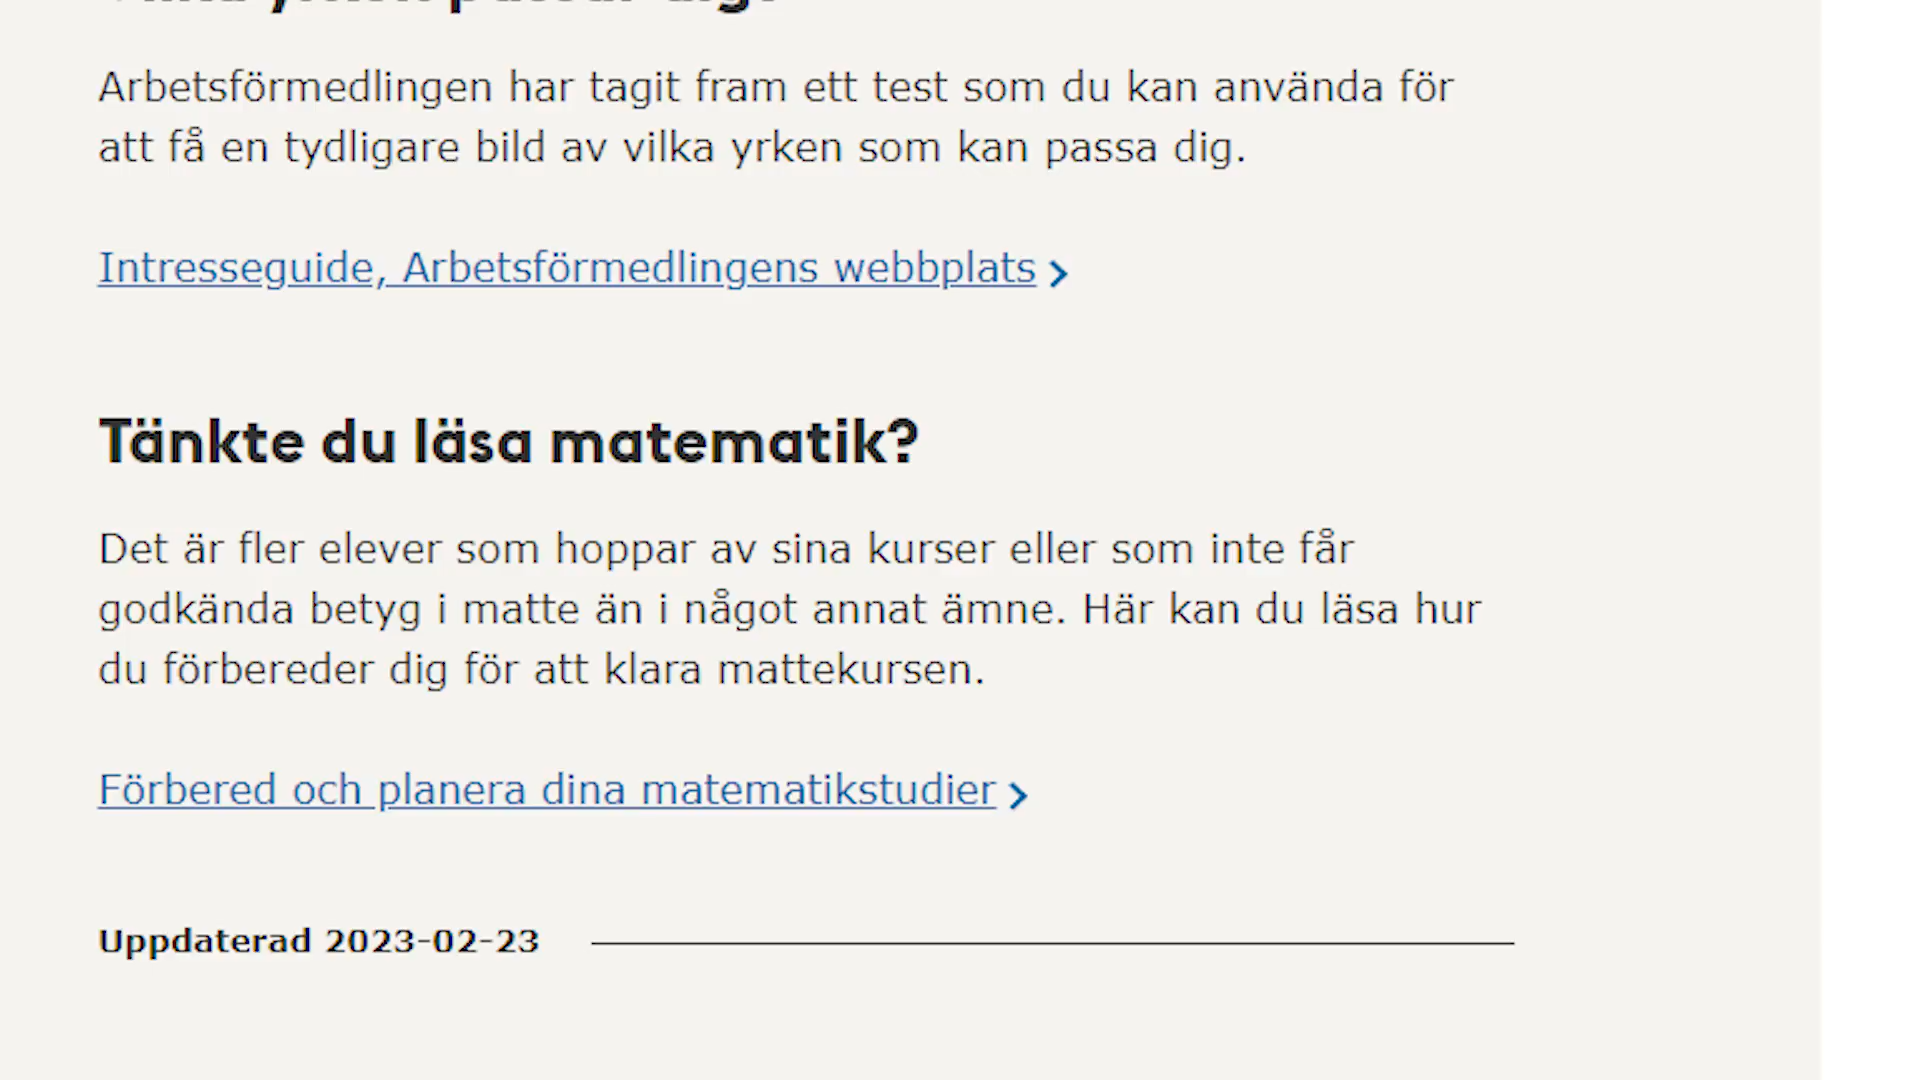 Arbetsförmedlingen har tagit fram ett test som du kan använda för
att få en tydligare bild av vilka yrken som kan passa dig.
Intresseguide, Arbetsförmedlingens webbplats
Tänkte du läsa matematik?
Det är fler elever som hoppar av sina kurser eller som inte får
godkända betyg i matte än i något annat ämne. Här kan du läsa hur
du förbereder dig för att klara mattekursen.
Förbered och planera dina matematikstudier
Uppdaterad 2023-02-23